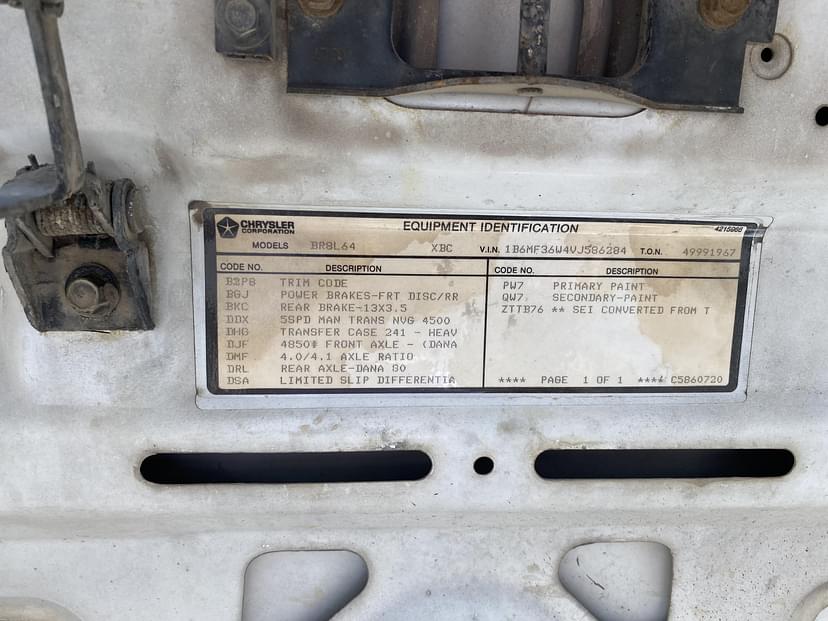 CHRYSLER
CORPORATION
EQUIPMENT IDENTIFICATION
4215966
MODELS BR8L64 XBC V.I.N. 1B6MF36W4VJ586284 T.O.N. 49991967
CODE NO. DESCRIPTION
B3P8 TRIM CODE
BGJ POWER BRAKES-FRT DISC/RR
BKC REAR BRAKE-13X3.5
DDX 5SPD MAN TRANS NVG 4500
DHG TRANSFER CASE 241 - HEAV
DJF 4850# FRONT AXLE - (DANA
DMF 4.0/4.1 AXLE RATIO
DRL REAR AXLE-DANA 80
DSA LIMITED SLIP DIFFERENTIA
CODE NO. DESCRIPTION
PW7 PRIMARY PAINT
QW7 SECONDARY-PAINT
ZTTB76 ** SEI CONVERTED FROM T
**** PAGE 1 OF 1 **** C5860720